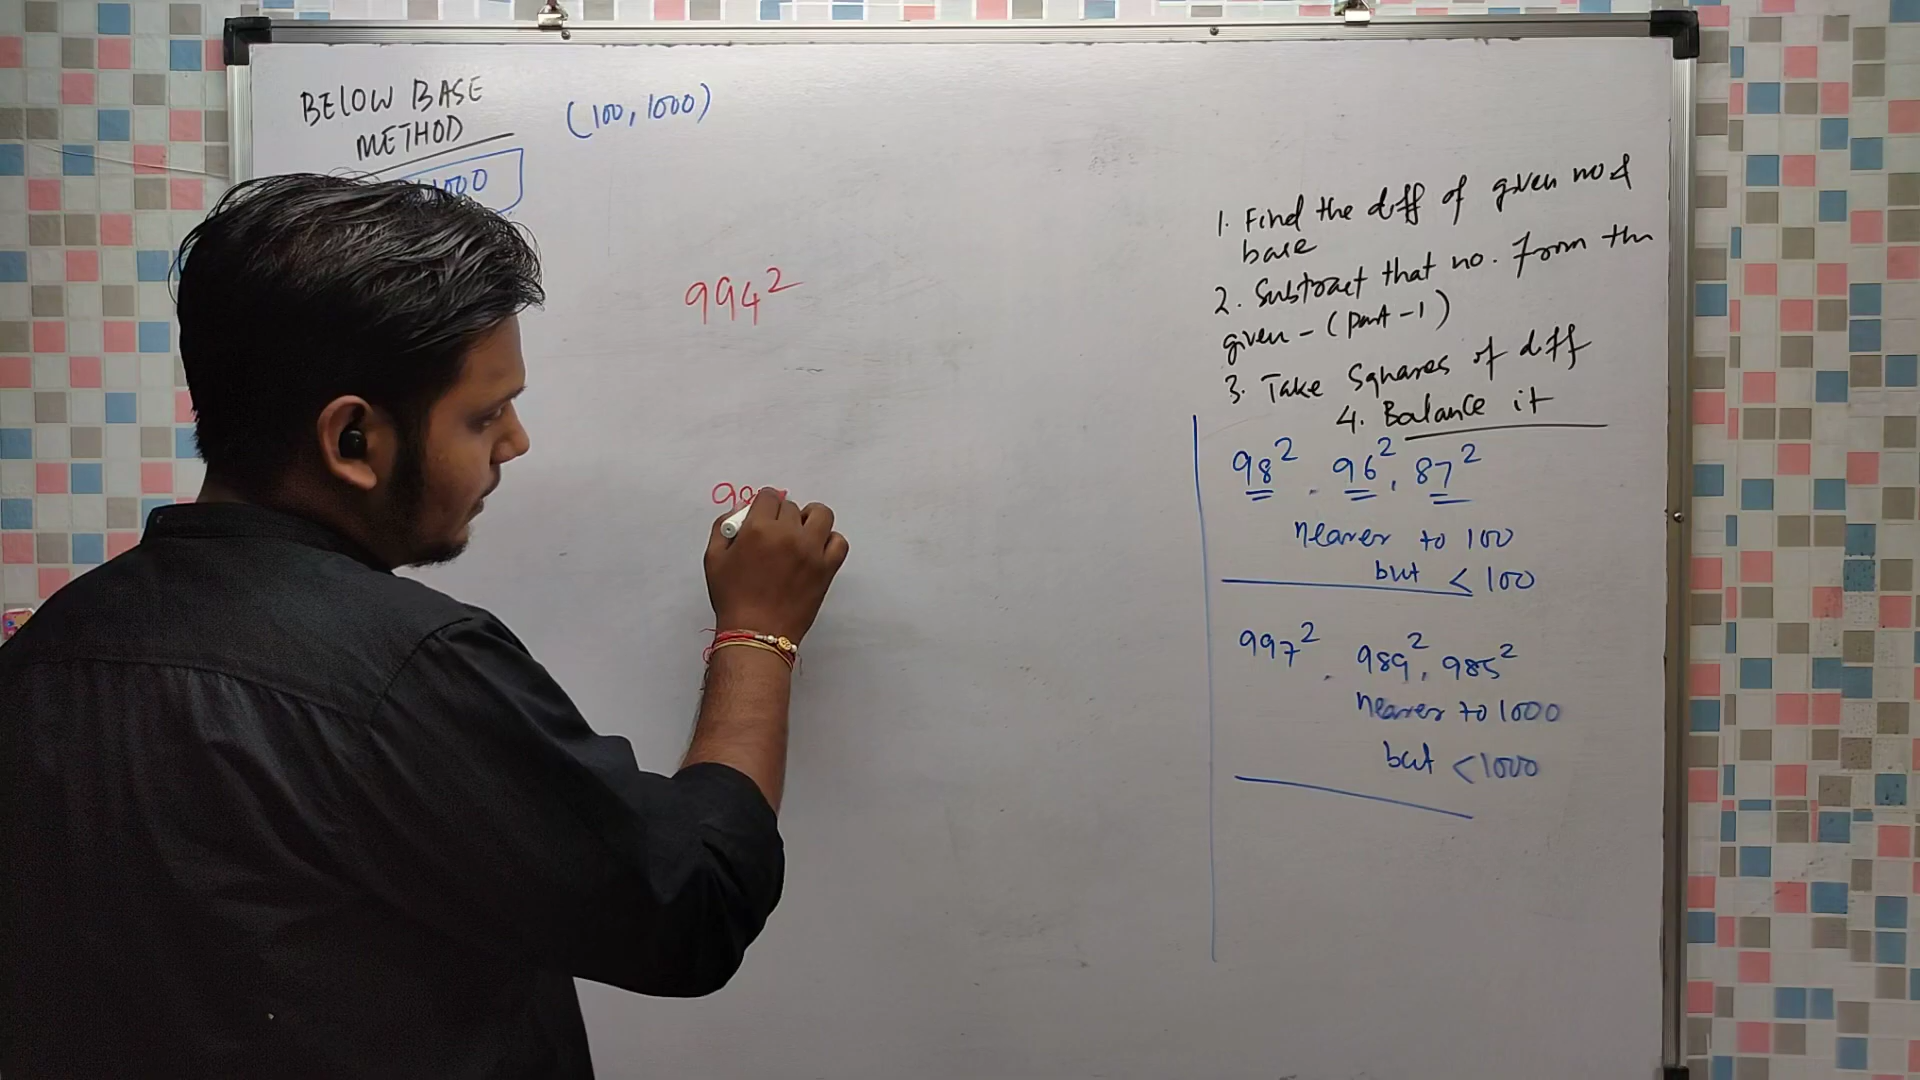 BELOW BASE
METHOD
(100, 1000)
1000
994²
1. Find the diff of given no &
base
2. Subtract that no. from the
given - (part - 1)
3. Take Squares of diff
4. Balance it
98², 96², 87²
nearer to 100
but < 100
997², 989², 985²
nearer to 1000
but < 1000